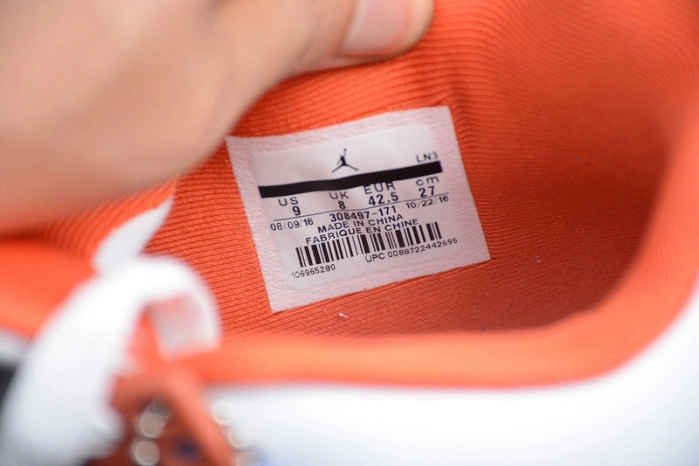 LN3
US UK EUR cm
9 8 42.5 27
08/09/16 308497-171 10/22/16
MADE IN CHINA
FABRIQUE EN CHINE
106965280 UPC 00887224426​95